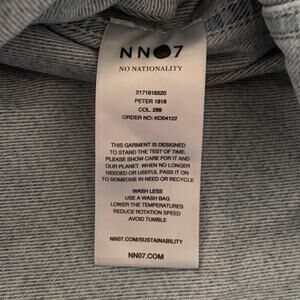 NN07
NO NATIONALITY
2171816520
PETER 1816
COL. 299
ORDER NO: KO04122
THIS GARMENT IS DESIGNED
TO STAND THE TEST OF TIME.
PLEASE SHOW CARE FOR IT AND
OUR PLANET. WHEN NO LONGER
NEEDED OR USEFUL PASS IT ON
TO SOMEONE IN NEED OR RECYCLE
WASH LESS
USE A WASH BAG
LOWER THE TEMPERATURES
REDUCE ROTATION SPEED
AVOID TUMBLE
NN07.COM/SUSTAINABILITY
NN07.COM